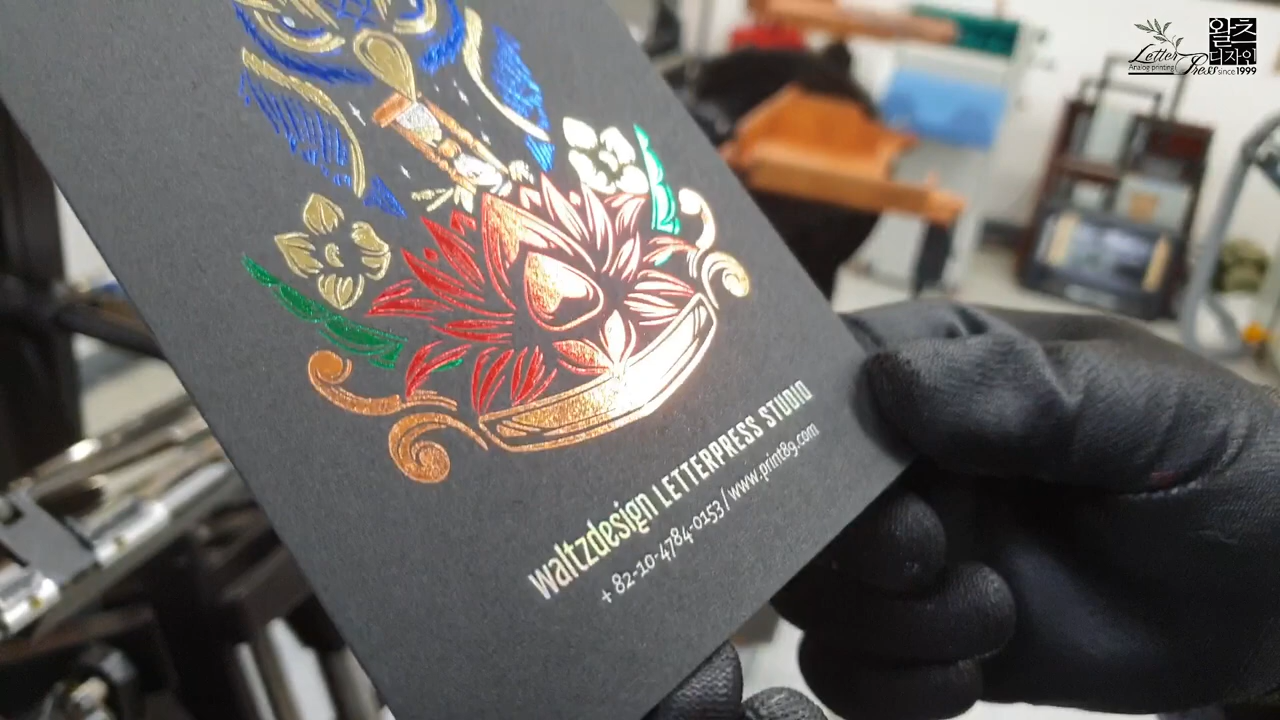 Letter
왈츠
Analog printing
Press since 1999
디자인
waltzdesign LETTERPRESS STUDIO
+ 82-10-4784-0153 / www.print89.com